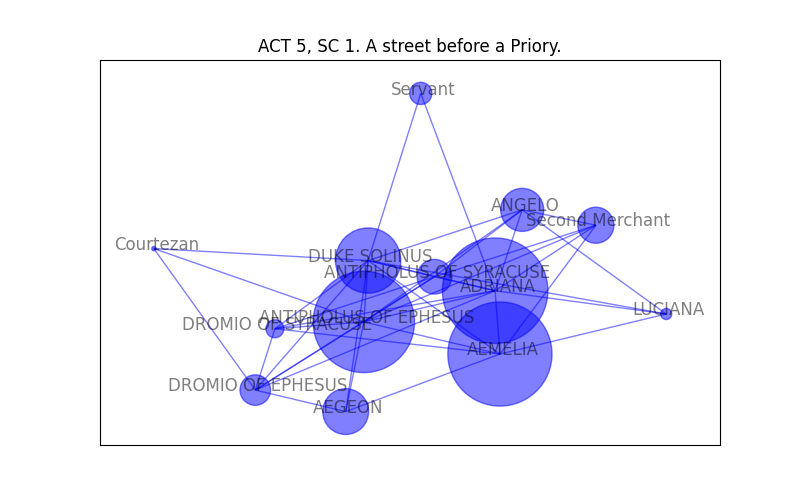 ACT 5, SC 1. A street before a Priory.
Servant
ANGELO
Second Merchant
Courtezan
DUKE SOLINUS
ANTIPHOLUS OF SYRACUSE
ADRIANA
LUCIANA
ANTIPHOLUS OF EPHESUS
DROMIO OF SYRACUSE
AEMELIA
DROMIO OF EPHESUS
AEGEON